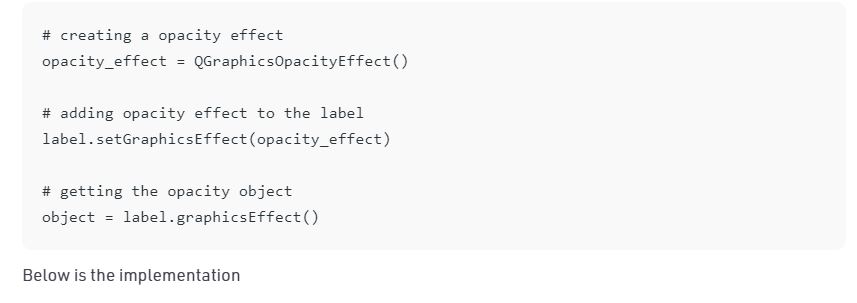 # creating a opacity effect
opacity_effect = QGraphicsOpacityEffect()
# adding opacity effect to the label
label.setGraphicsEffect(opacity_effect)
# getting the opacity object
object = label.graphicsEffect()
Below is the implementation